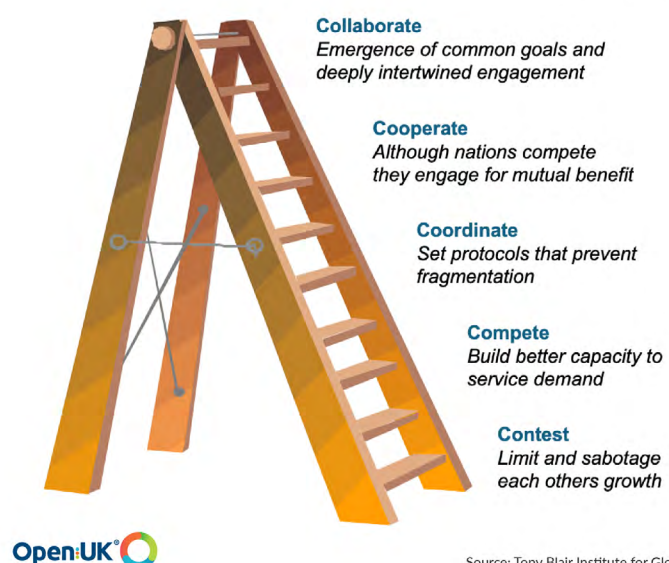 Collaborate
Emergence of common goals and
deeply intertwined engagement
Cooperate
Although nations compete
they engage for mutual benefit
Coordinate
Set protocols that prevent
fragmentation
Compete
Build better capacity to
service demand
Contest
Limit and sabotage
each others growth
Open:UK®
Source: Tony Blair Institute for